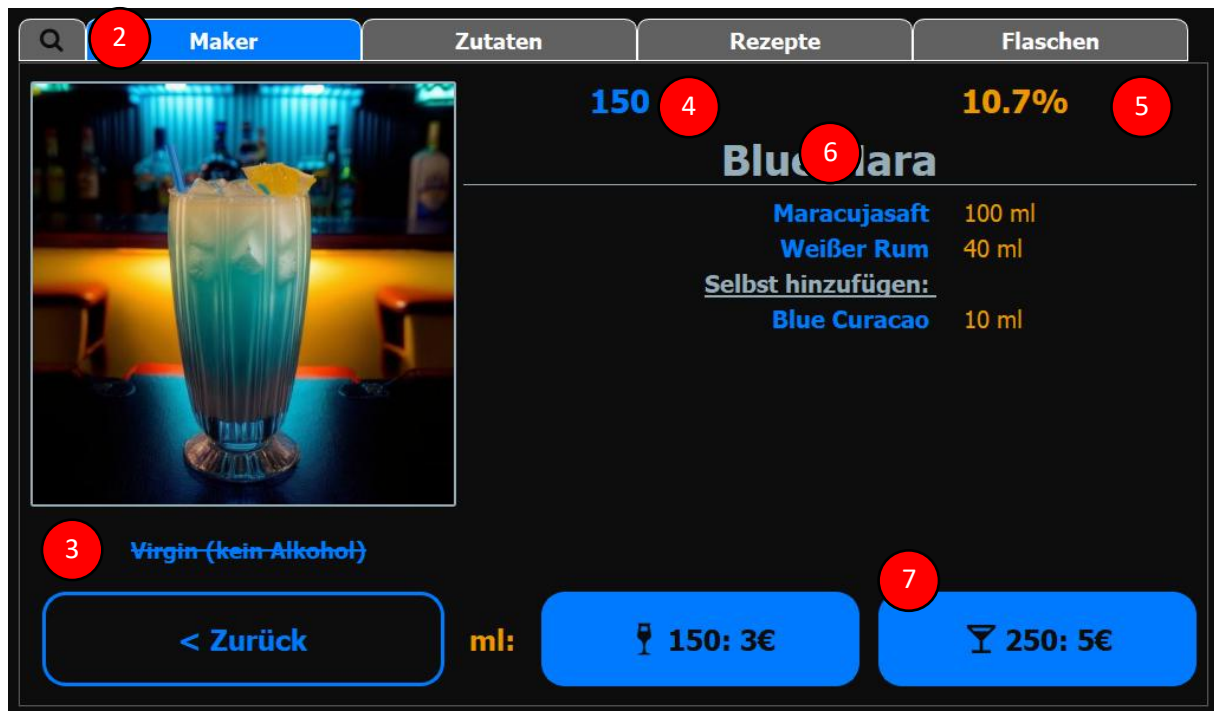 2 Maker Zutaten Rezepte Flaschen
150 4 10.7% 5
6
Maracujasaft 100 ml
Weißer Rum 40 ml
Selbst hinzufügen:
Blue Curacao 10 ml
3 Virgin (kein Alkohol)
7
< Zurück ml: 150: 3€ 250: 5€